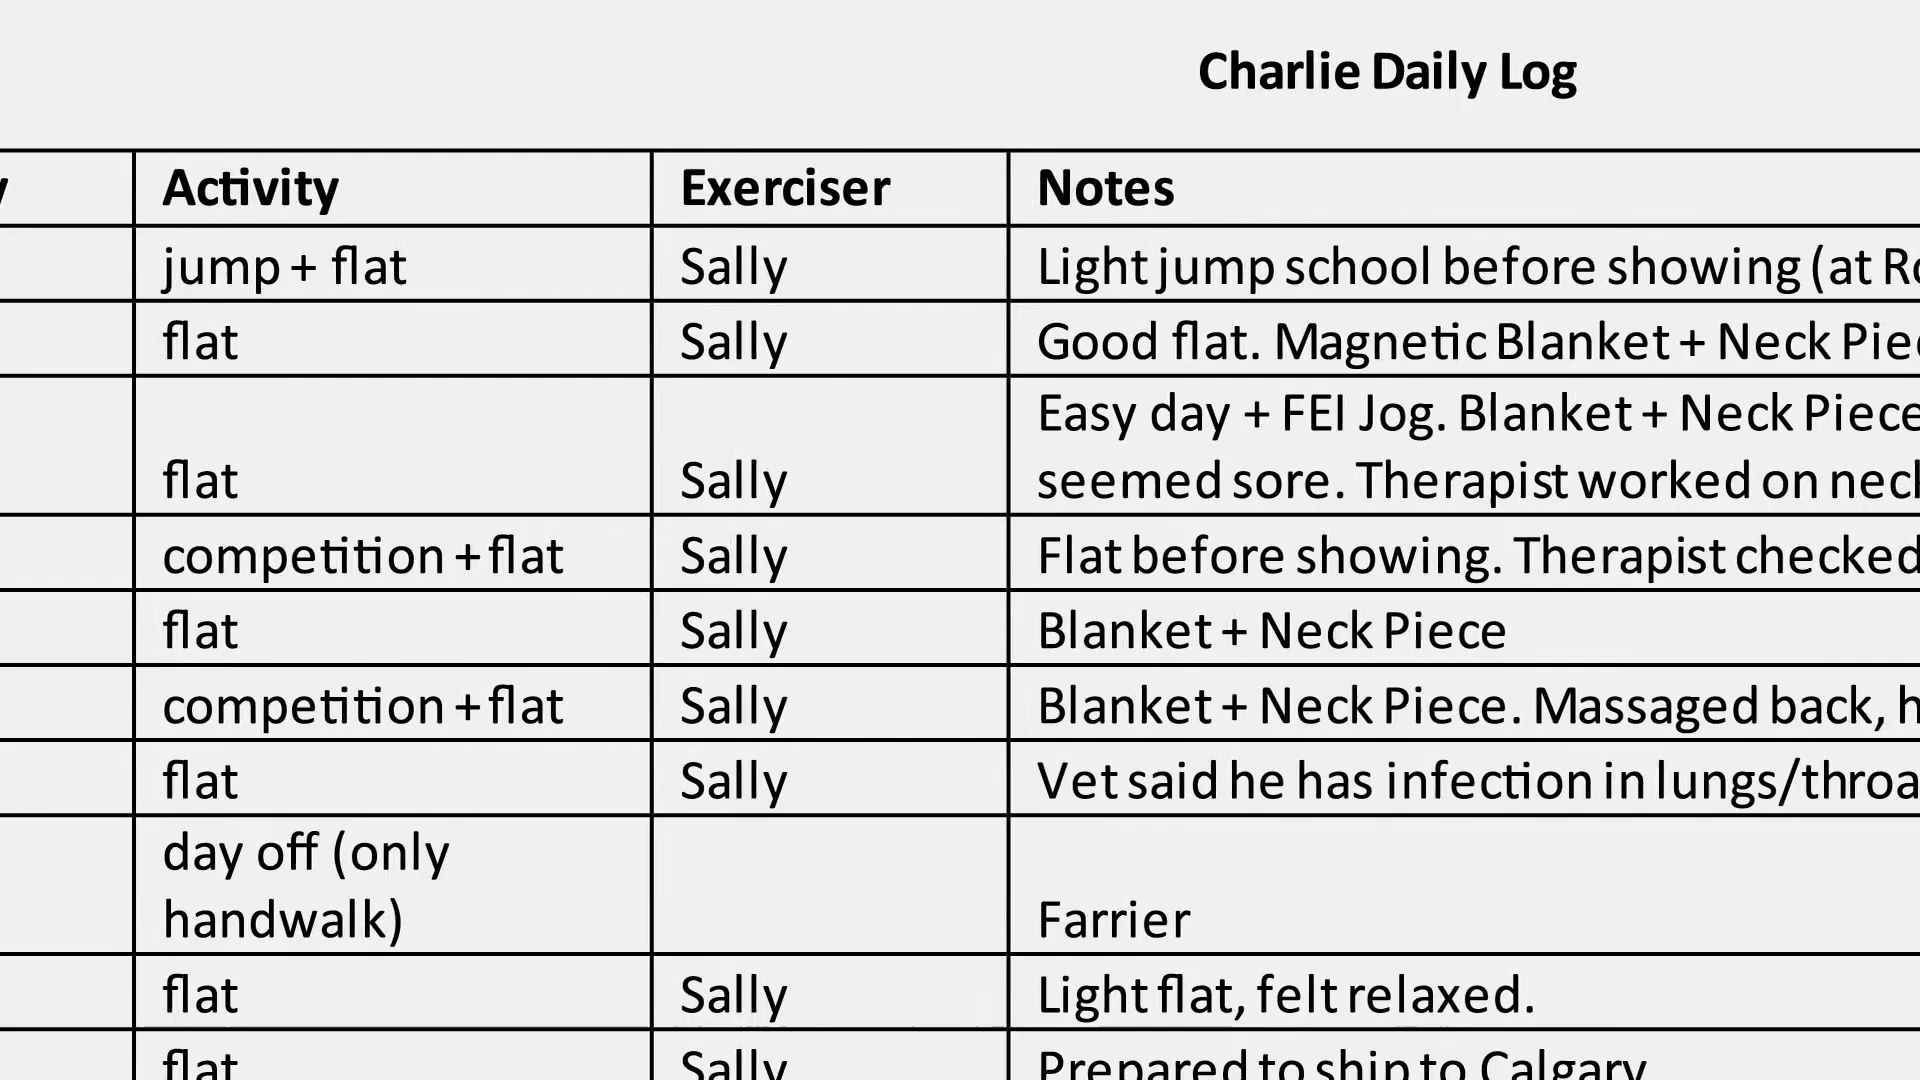 Charlie Daily Log
Activity Exerciser Notes
jump + flat Sally Light jump school before showing (at
flat Sally Good flat. Magnetic Blanket + Neck
Easy day + FEI Jog. Blanket + Neck Piece
flat Sally seemed sore. Therapist worked on neck
competition + flat Sally Flat before showing. Therapist checked
flat Sally Blanket + Neck Piece
competition + flat Sally Blanket + Neck Piece. Massaged back,
flat Sally Vet said he has infection in lungs/
day off (only
handwalk) Farrier
flat Sally Light flat, felt relaxed.
flat Sally Prepared to ship to Calgary